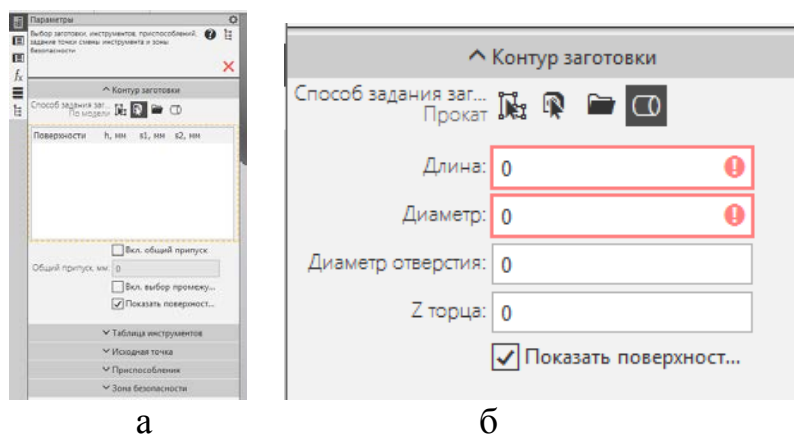 Параметры
Выбор заготовки, инструментов, приспособлений,
задание точки смены инструмента и зоны
безопасности
Контур заготовки
Способ задания заг...
По модели
Поверхности h, мм s1, мм s2, мм
Вкл. общий припуск
Общий припуск, мм: 0
Вкл. выбор промежу...
Показать поверхност...
Таблица инструментов
Исходная точка
Приспособления
Зона безопасности
а
Контур заготовки
Способ задания заг...
Прокат
Длина: 0
Диаметр: 0
Диаметр отверстия: 0
Z торца: 0
Показать поверхност...
б